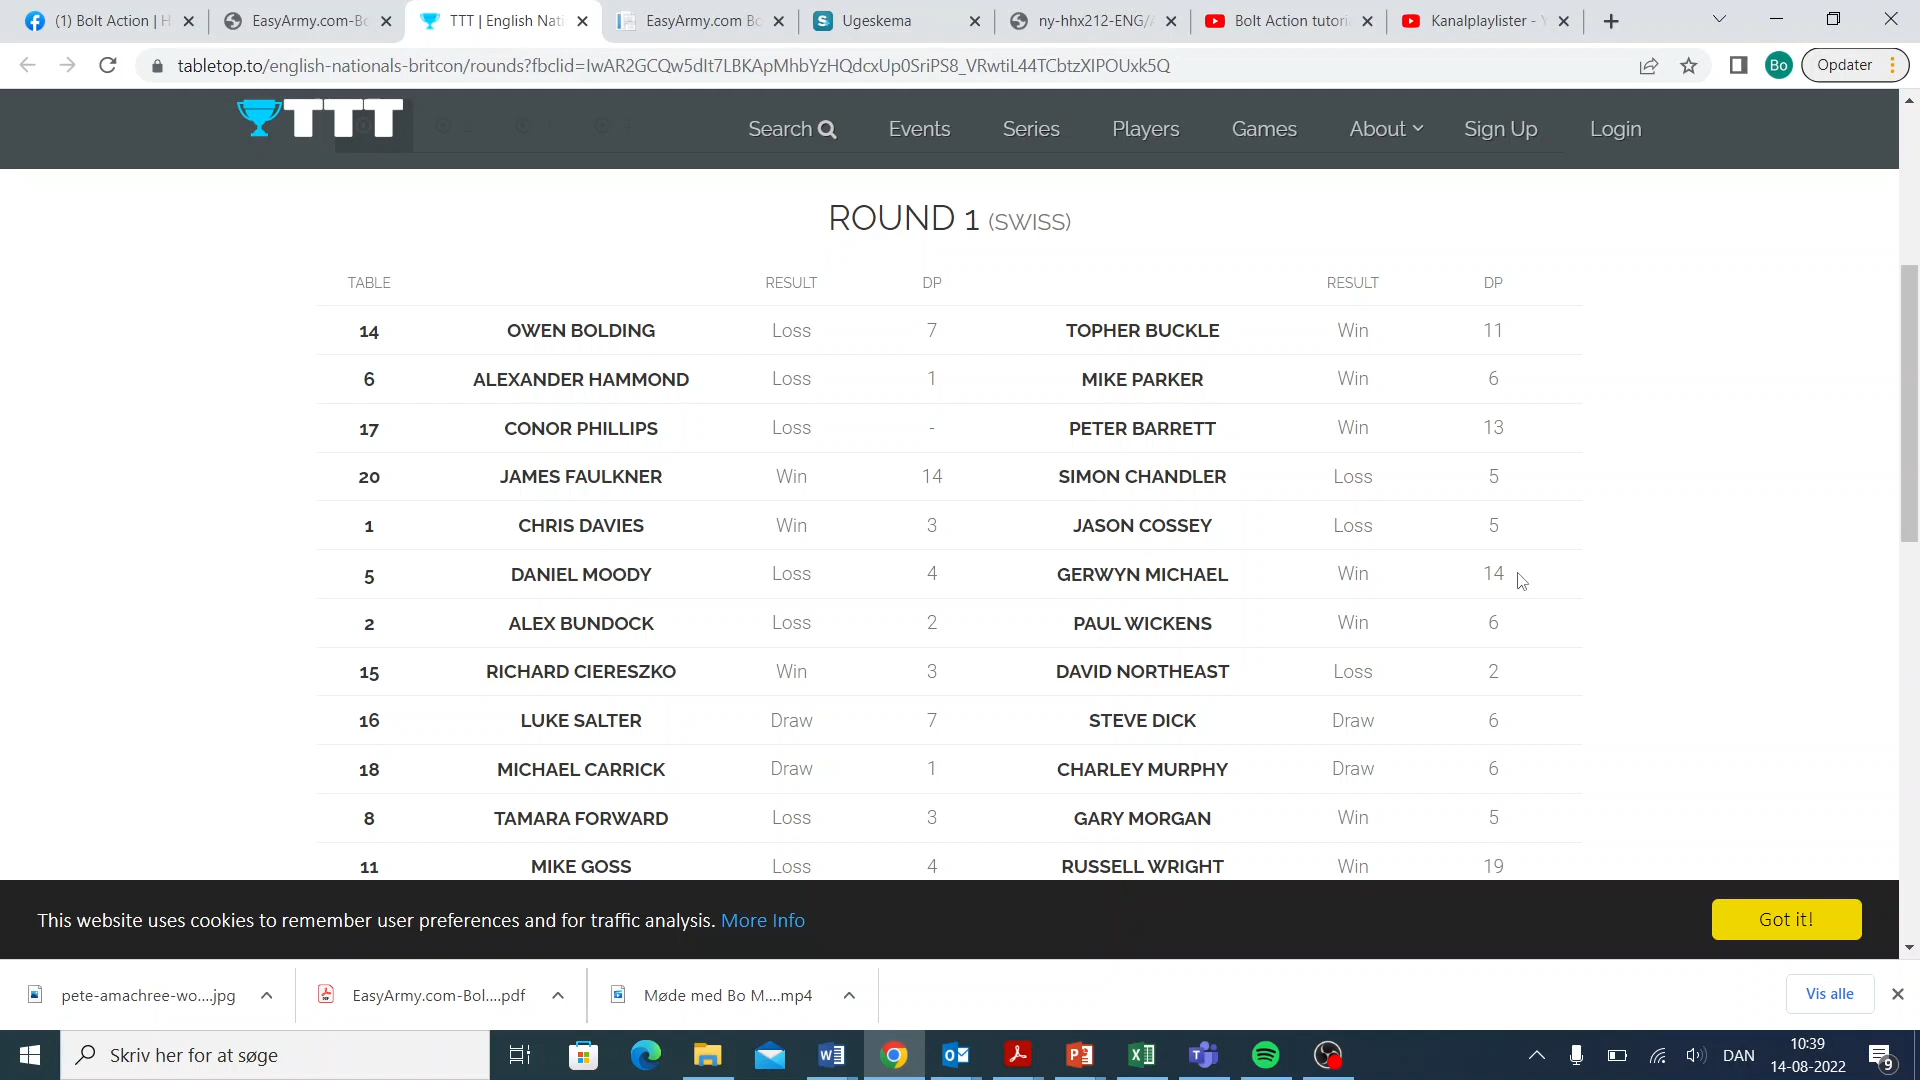 (1) Bolt Action | H
EasyArmy.com-Bo
TTT | English Nati
EasyArmy.com Bo
Ugeskema
ny-hhx212-ENG/A
Bolt Action tutori
Kanalplaylister - Y
tabletop.to/english-nationals-britcon/rounds?fbclid=IwAR2GCQw5dIt7LBKApMhbYzHQdcxUp0SriPS8_VRwtiL44TCbtzXIPOUxk5Q
Bo
Opdater
TTT
Search
Events
Series
Players
Games
About
Sign Up
Login
ROUND 1 (SWISS)
TABLE RESULT DP RESULT DP
14 OWEN BOLDING Loss 7 TOPHER BUCKLE Win 11
6 ALEXANDER HAMMOND Loss 1 MIKE PARKER Win 6
17 CONOR PHILLIPS Loss - PETER BARRETT Win 13
20 JAMES FAULKNER Win 14 SIMON CHANDLER Loss 5
1 CHRIS DAVIES Win 3 JASON COSSEY Loss 5
5 DANIEL MOODY Loss 4 GERWYN MICHAEL Win 14
2 ALEX BUNDOCK Loss 2 PAUL WICKENS Win 6
15 RICHARD CIERESZKO Win 3 DAVID NORTHEAST Loss 2
16 LUKE SALTER Draw 7 STEVE DICK Draw 6
18 MICHAEL CARRICK Draw 1 CHARLEY MURPHY Draw 6
8 TAMARA FORWARD Loss 3 GARY MORGAN Win 5
11 MIKE GOSS Loss 4 RUSSELL WRIGHT Win 19
This website uses cookies to remember user preferences and for traffic analysis. More Info
Got it!
pete-amachree-wo....jpg
EasyArmy.com-Bol....pdf
Møde med Bo M....mp4
Vis alle
Skriv her for at søge
DAN
10:39
14-08-2022
9